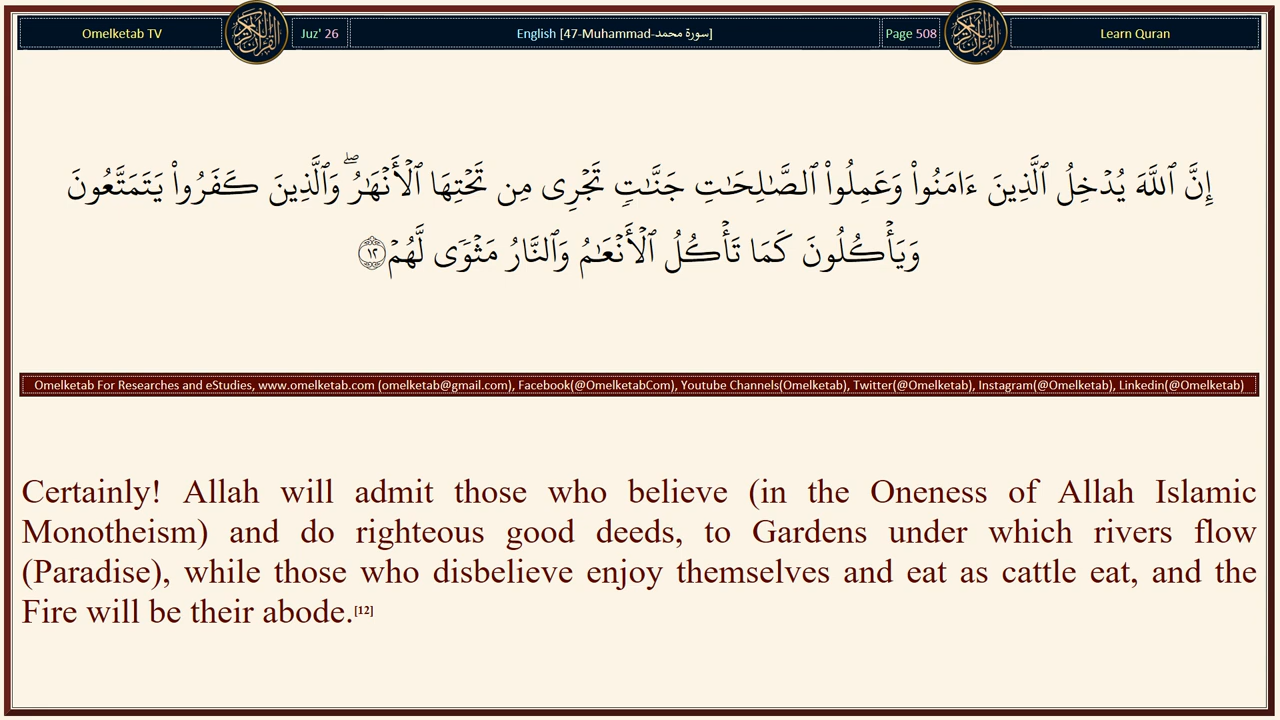 Omelketab TV
Juz' 26
English [47-Muhammad-سورة محمد]
Page 508
Learn Quran
إِنَّ ٱللَّهَ يُدۡخِلُ ٱلَّذِينَ ءَامَنُواْ وَعَمِلُواْ ٱلصَّٰلِحَٰتِ جَنَّٰتٖ تَجۡرِى مِن تَحۡتِهَا ٱلۡأَنۡهَٰرُۖ وَٱلَّذِينَ كَفَرُواْ يَتَمَتَّعُونَ
وَيَأۡكُلُونَ كَمَا تَأۡكُلُ ٱلۡأَنۡعَٰمُ وَٱلنَّارُ مَثۡوٗى لَّهُمۡ ١٢
Omelketab For Researches and eStudies, www.omelketab.com (omelketab@gmail.com), Facebook(@OmelketabCom), Youtube Channels(Omelketab), Twitter(@Omelketab), Instagram(@Omelketab), Linkedin(@Omelketab)
Certainly! Allah will admit those who believe (in the Oneness of Allah Islamic
Monotheism) and do righteous good deeds, to Gardens under which rivers flow
(Paradise), while those who disbelieve enjoy themselves and eat as cattle eat, and the
Fire will be their abode.[12]